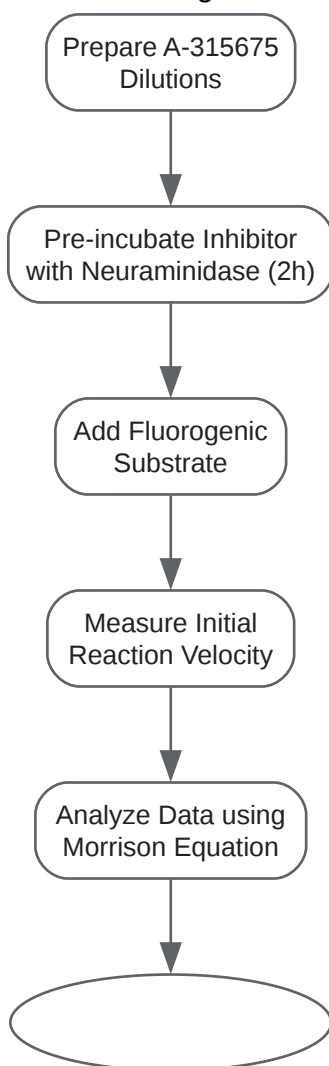 Prepare A-315675
Dilutions
Pre-incubate Inhibitor
with Neuraminidase (2h)
Add Fluorogenic
Substrate
Measure Initial
Reaction Velocity
Analyze Data using
Morrison Equation